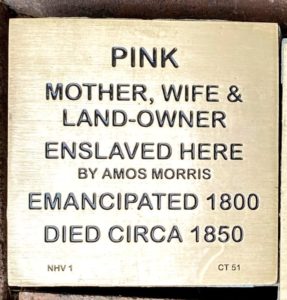 PINK
MOTHER, WIFE &
LAND-OWNER
ENSLAVED HERE
BY AMOS MORRIS
EMANCIPATED 1800
DIED CIRCA 1850
NHV 1 CT 51